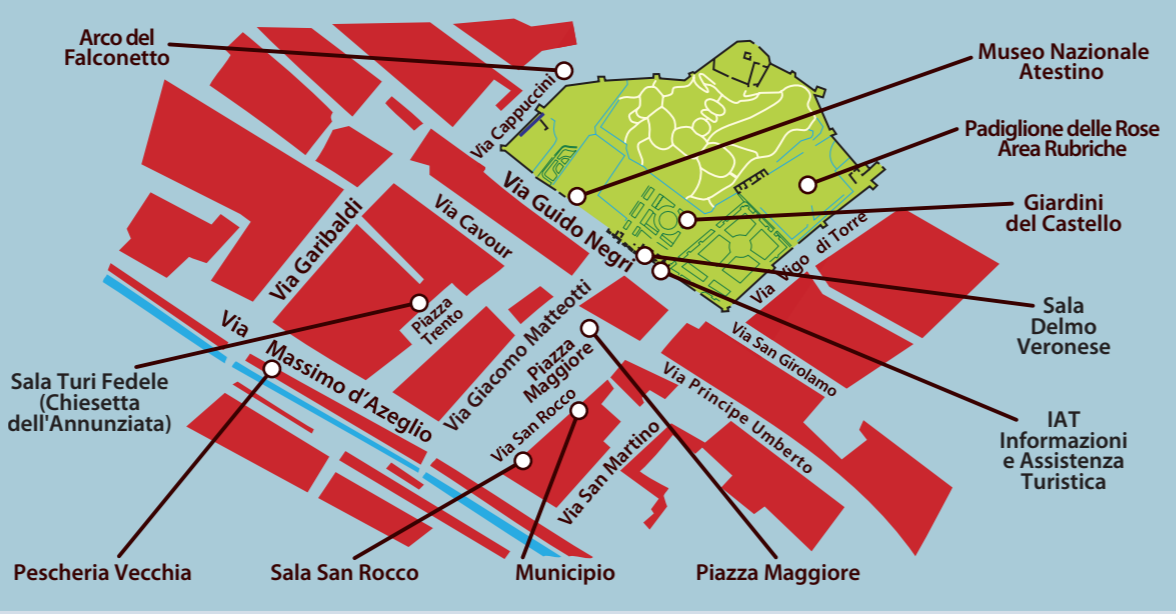 Arco del
Falconetto
Museo Nazionale
Atestino
Padiglione delle Rose
Area Rubriche
Giardini
del Castello
Sala
Delmo
Veronese
IAT
Informazioni
e Assistenza
Turistica
Via Cappuccini
Via Guido Negri
Via Cavour
Via Garibaldi
Via Vigo di Torre
Piazza
Trento
Via Giacomo Matteotti
Piazza
Maggiore
Via San Girolamo
Via Principe Umberto
Via Massimo d'Azeglio
Via San Rocco
Via San Martino
Sala Turi Fedele
(Chiesetta
dell'Annunziata)
Pescheria Vecchia
Sala San Rocco
Municipio
Piazza Maggiore